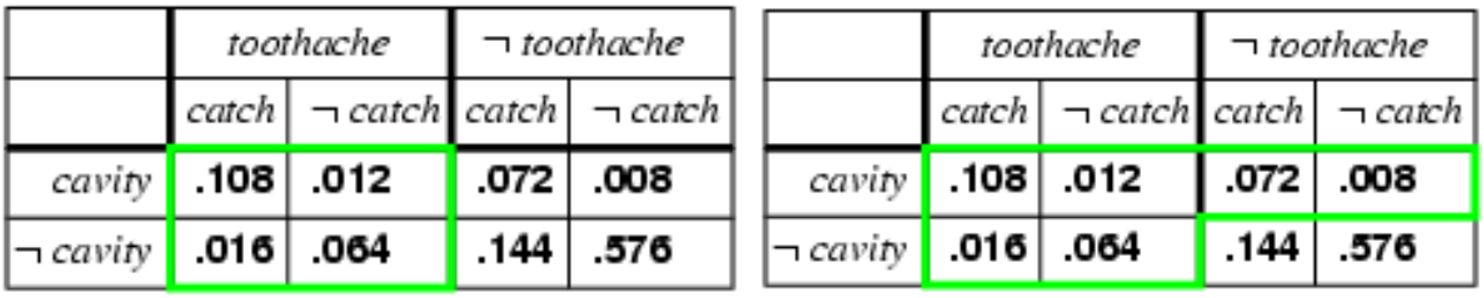 toothache ¬ toothache
catch ¬ catch catch ¬ catch
cavity .108 .012 .072 .008
¬ cavity .016 .064 .144 .576
toothache ¬ toothache
catch ¬ catch catch ¬ catch
cavity .108 .012 .072 .008
¬ cavity .016 .064 .144 .576